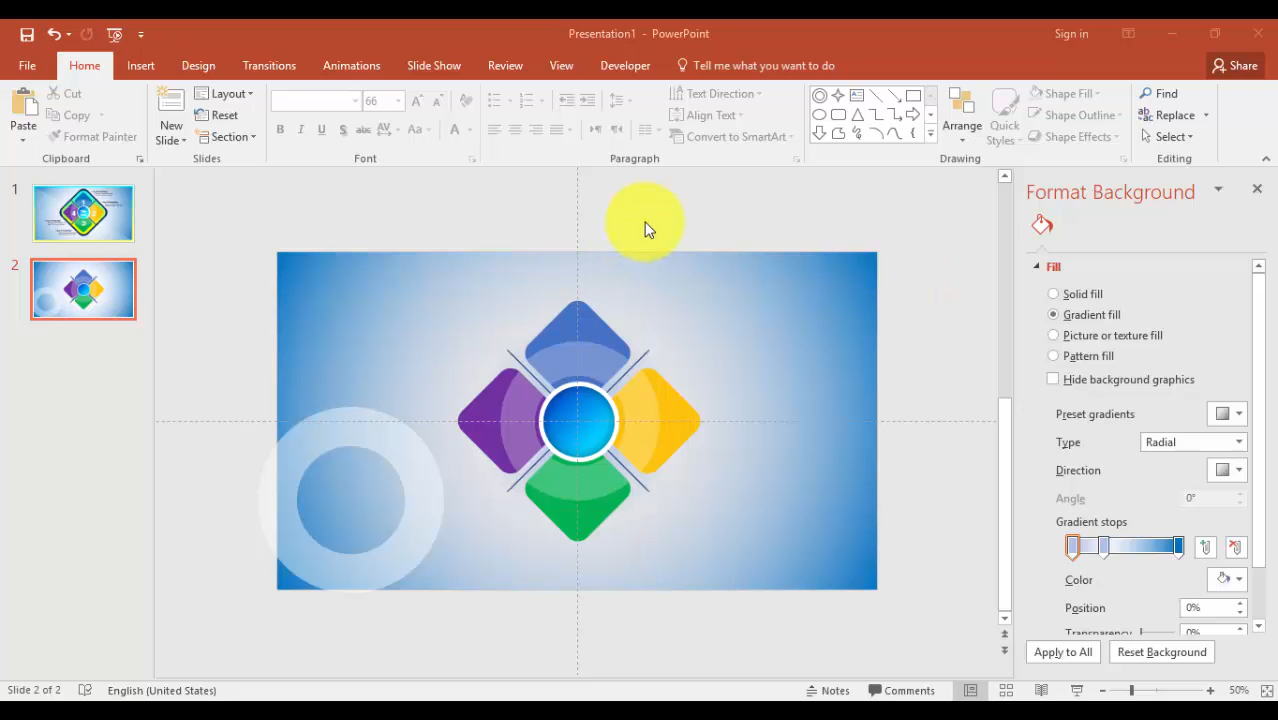 Presentation1 - PowerPoint
Sign in
File Home Insert Design Transitions Animations Slide Show Review View Developer Tell me what you want to do Share
Paste
Cut
Copy
Format Painter
Clipboard
New Slide
Layout
Reset
Section
Slides
66
B I U S abc AV Aa A
Font
Text Direction
Align Text
Convert to SmartArt
Paragraph
Arrange
Quick Styles
Shape Fill
Shape Outline
Shape Effects
Drawing
Find
Replace
Select
Editing
1
2
Format Background
Fill
Solid fill
Gradient fill
Picture or texture fill
Pattern fill
Hide background graphics
Preset gradients
Type Radial
Direction
Angle 0°
Gradient stops
Color
Position 0%
Transparency 0%
Apply to All Reset Background
Slide 2 of 2 English (United States) Notes Comments 50%